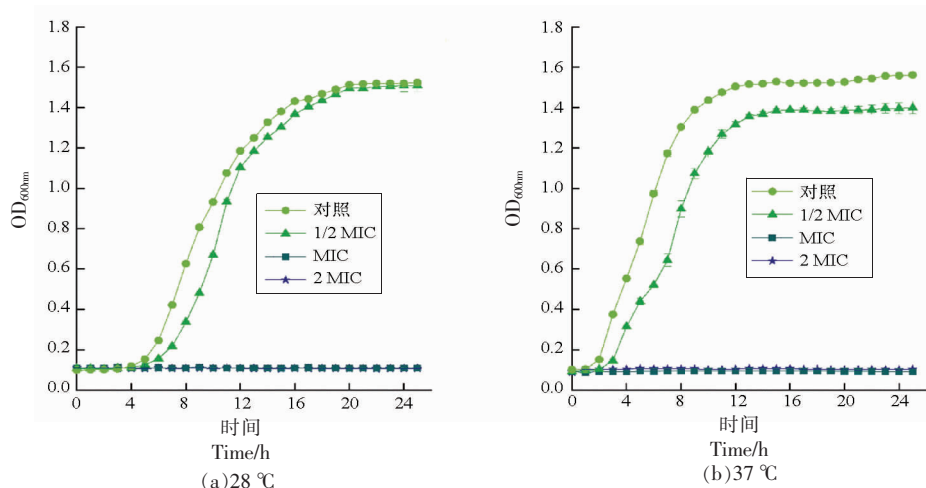 1.8
1.6
1.4
1.2
1.0
0.8
0.6
0.4
0.2
0.0
OD600nm
对照
1/2 MIC
MIC
2 MIC
0 4 8 12 16 20 24
时间
Time/h
(a)28 ℃
1.8
1.6
1.4
1.2
1.0
0.8
0.6
0.4
0.2
0.0
OD600nm
对照
1/2 MIC
MIC
2 MIC
0 4 8 12 16 20 24
时间
Time/h
(b)37 ℃